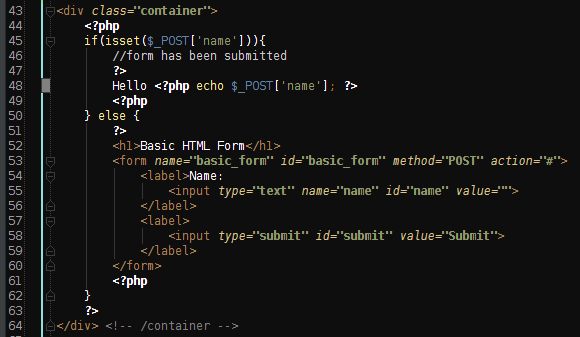 43 <div class="container">
44     <?php
45     if(isset($_POST['name'])){
46         //form has been submitted
47         ?>
48         Hello <?php echo $_POST['name']; ?>
49         <?php
50     } else {
51         ?>
52         <h1>Basic HTML Form</h1>
53         <form name="basic_form" id="basic_form" method="POST" action="#">
54             <label>Name:
55                 <input type="text" name="name" id="name" value="">
56             </label>
57             <label>
58                 <input type="submit" id="submit" value="Submit">
59             </label>
60         </form>
61         <?php
62     }
63     ?>
64 </div> <!-- /container -->